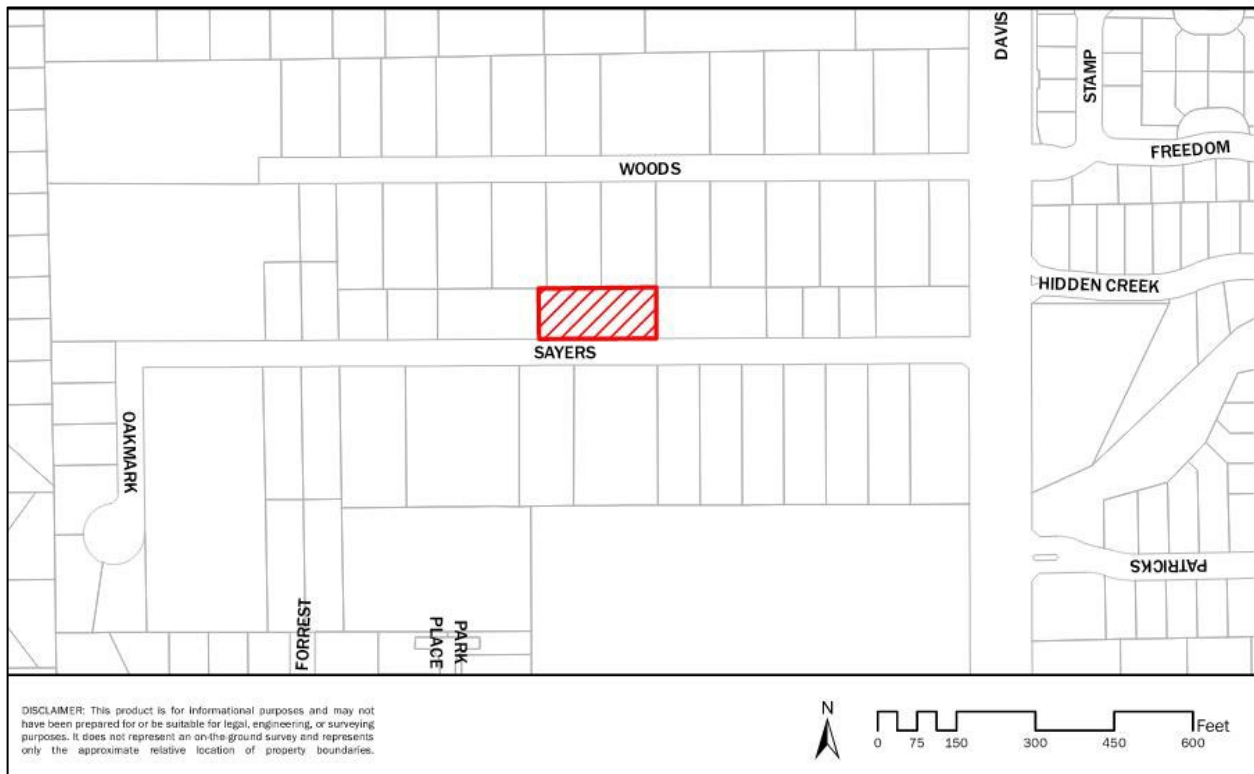 DAVIS
STAMP
FREEDOM
WOODS
HIDDEN CREEK
SAYERS
OAKMARK
PATRICKS
FORREST
PARK
PLACE
DISCLAIMER: This product is for informational purposes and may not
have been prepared for or be suitable for legal, engineering, or surveying
purposes. It does not represent an on-the-ground survey and represents
only the approximate relative location of property boundaries.
N
Feet
0 75 150 300 450 600